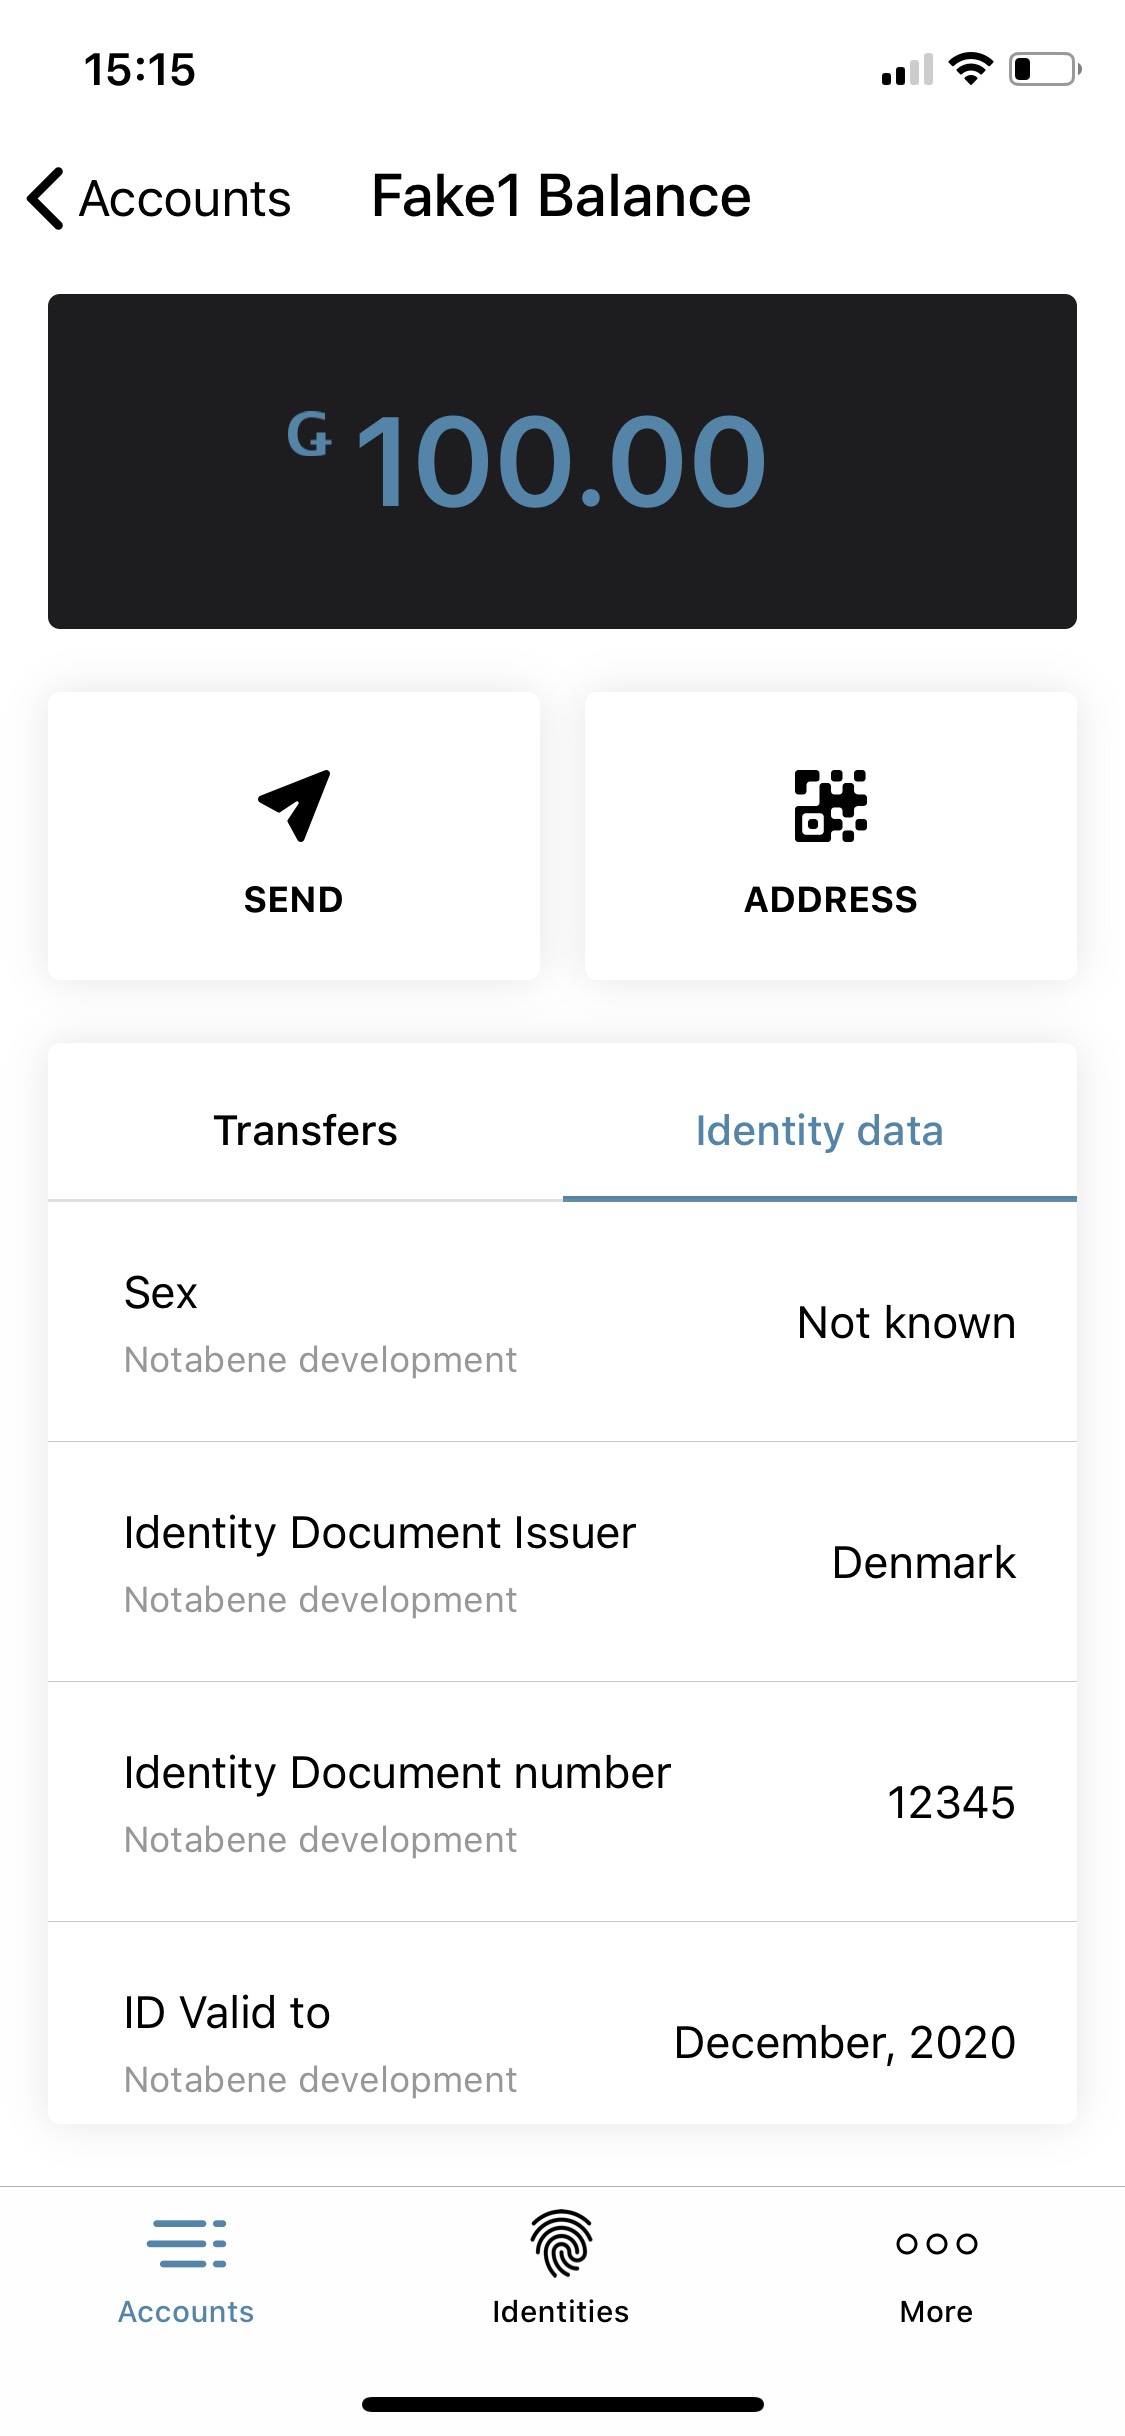 15:15
Accounts
Fake1 Balance
G 100.00
SEND
ADDRESS
Transfers
Identity data
Sex
Notabene development
Not known
Identity Document Issuer
Notabene development
Denmark
Identity Document number
Notabene development
12345
ID Valid to
Notabene development
December, 2020
Accounts
Identities
More